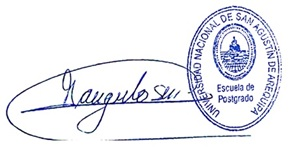 UNIVERSIDAD NACIONAL DE SAN AGUSTIN DE AREQUIPA
Escuela de
Postgrado